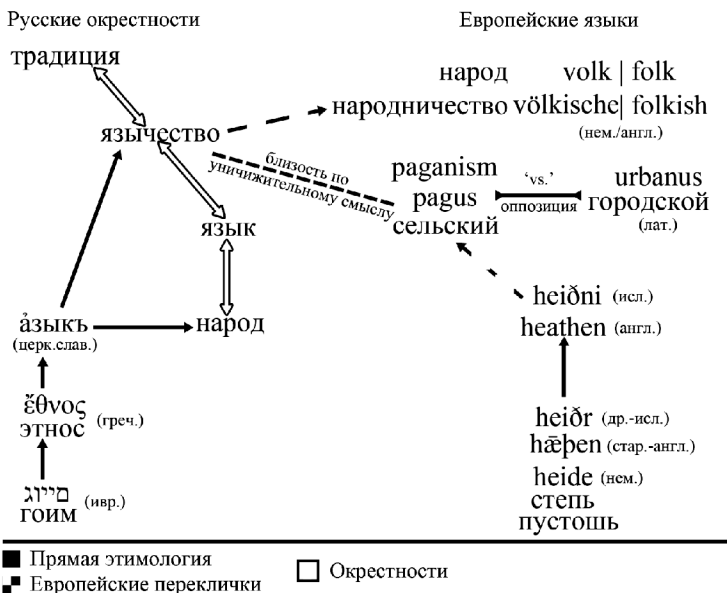 Русские окрестности
Европейские языки
традиция
народ volk | folk
язычество
народничество völkische | folkish
(нем./англ.)
близость по
уничижительному смыслу
paganism
pagus
сельский
‘vs.’
оппозиция
urbanus
городской
(лат.)
язык
heiðni (исл.)
heathen (англ.)
а҆зыкъ
(церк.слав.)
народ
ἔθνος
этнос
(греч.)
heiðr (др.-исл.)
hǣþen (стар.-англ.)
heide (нем.)
степь
пустошь
גויים
гоим
(ивр.)
Прямая этимология
Европейские переклички
Окрестности